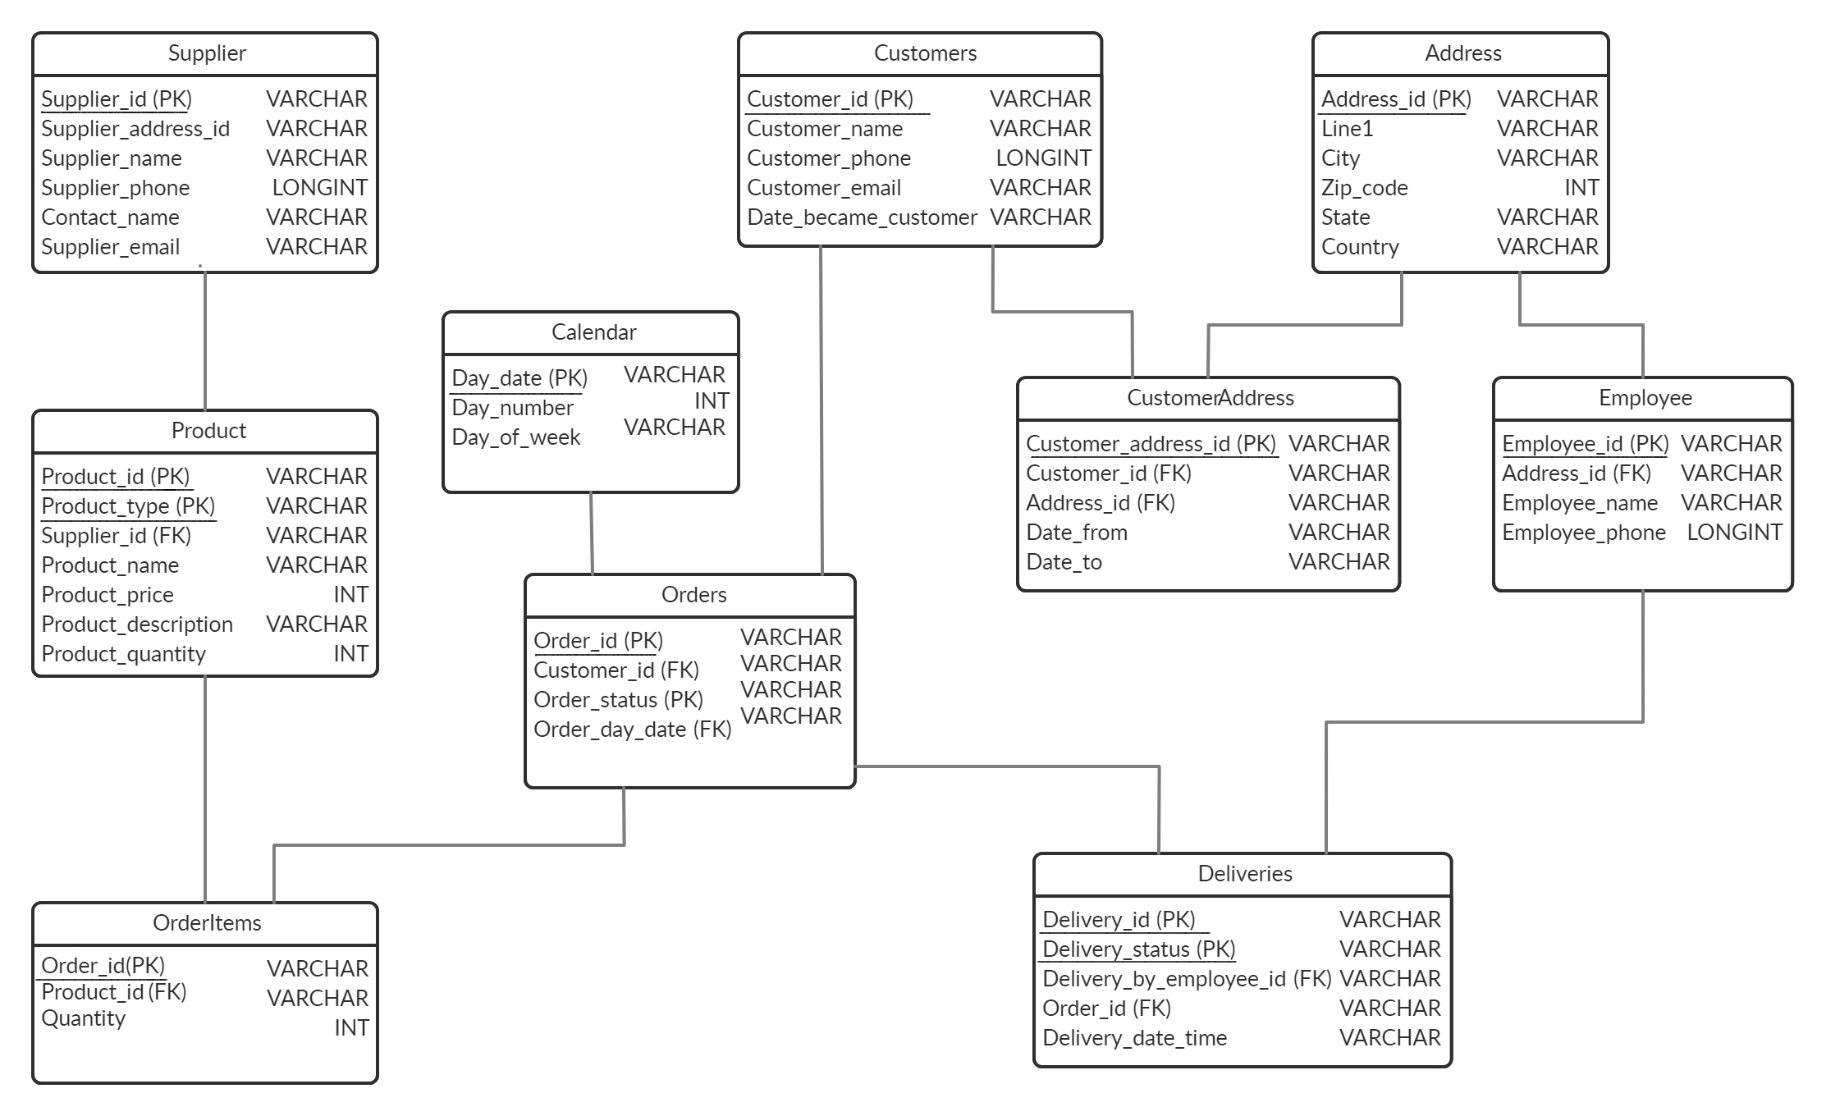 Supplier
Supplier_id (PK) VARCHAR
Supplier_address_id VARCHAR
Supplier_name VARCHAR
Supplier_phone LONGINT
Contact_name VARCHAR
Supplier_email VARCHAR
Customers
Customer_id (PK) VARCHAR
Customer_name VARCHAR
Customer_phone LONGINT
Customer_email VARCHAR
Date_became_customer VARCHAR
Address
Address_id (PK) VARCHAR
Line1 VARCHAR
City VARCHAR
Zip_code INT
State VARCHAR
Country VARCHAR
Calendar
Day_date (PK) VARCHAR
Day_number INT
Day_of_week VARCHAR
Product
Product_id (PK) VARCHAR
Product_type (PK) VARCHAR
Supplier_id (FK) VARCHAR
Product_name VARCHAR
Product_price INT
Product_description VARCHAR
Product_quantity INT
CustomerAddress
Customer_address_id (PK) VARCHAR
Customer_id (FK) VARCHAR
Address_id (FK) VARCHAR
Date_from VARCHAR
Date_to VARCHAR
Employee
Employee_id (PK) VARCHAR
Address_id (FK) VARCHAR
Employee_name VARCHAR
Employee_phone LONGINT
Orders
Order_id (PK) VARCHAR
Customer_id (FK) VARCHAR
Order_status (PK) VARCHAR
Order_day_date (FK) VARCHAR
OrderItems
Order_id(PK) VARCHAR
Product_id (FK) VARCHAR
Quantity INT
Deliveries
Delivery_id (PK) VARCHAR
Delivery_status (PK) VARCHAR
Delivery_by_employee_id (FK) VARCHAR
Order_id (FK) VARCHAR
Delivery_date_time VARCHAR